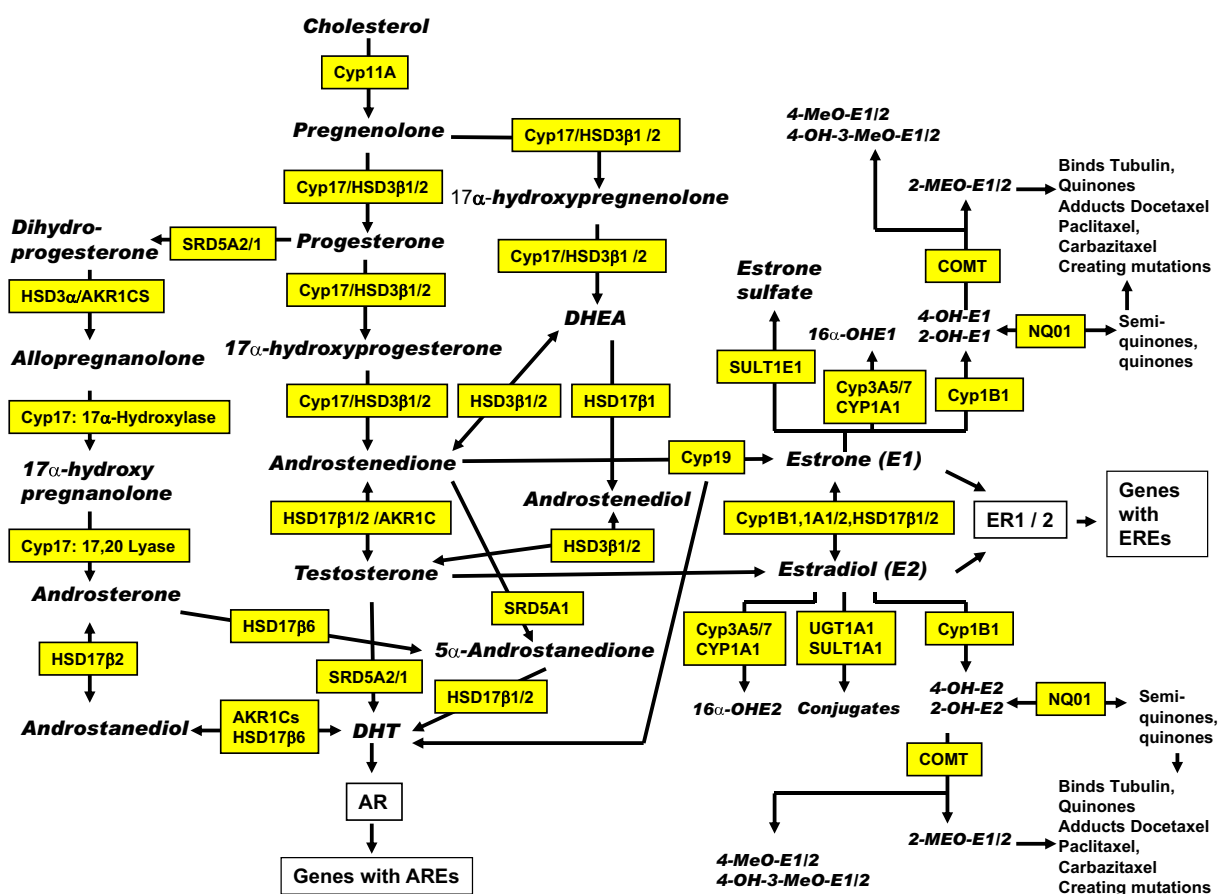 Cholesterol
Cyp11A
Pregnenolone
Cyp17/HSD3β1 /2
Cyp17/HSD3β1/2
17α-hydroxypregnenolone
Dihydro-
progesterone
SRD5A2/1
Progesterone
Cyp17/HSD3β1 /2
HSD3α/AKR1CS
Cyp17/HSD3β1/2
DHEA
Allopregnanolone
17α-hydroxyprogesterone
Cyp17: 17α-Hydroxylase
Cyp17/HSD3β1/2
HSD3β1/2
HSD17β1
17α-hydroxy
pregnanolone
Androstenedione
Cyp19
Androstenediol
HSD17β1/2 /AKR1C
Cyp17: 17,20 Lyase
HSD3β1/2
Testosterone
Androsterone
HSD17β6
SRD5A1
HSD17β2
5α-Androstanedione
SRD5A2/1
HSD17β1/2
Androstanediol
AKR1Cs
HSD17β6
DHT
AR
Genes with AREs
4-MeO-E1/2
4-OH-3-MeO-E1/2
2-MEO-E1/2
Binds Tubulin,
Quinones
Adducts Docetaxel
Paclitaxel,
Carbazitaxel
Creating mutations
COMT
Estrone
sulfate
16α-OHE1
4-OH-E1
2-OH-E1
NQ01
Semi-
quinones,
quinones
SULT1E1
Cyp3A5/7
CYP1A1
Cyp1B1
Estrone (E1)
Cyp1B1,1A1/2,HSD17β1/2
ER1 / 2
Genes
with
EREs
Estradiol (E2)
Cyp3A5/7
CYP1A1
UGT1A1
SULT1A1
Cyp1B1
16α-OHE2
Conjugates
4-OH-E2
2-OH-E2
NQ01
Semi-
quinones,
quinones
COMT
Binds Tubulin,
Quinones
Adducts Docetaxel
Paclitaxel,
Carbazitaxel
Creating mutations
2-MEO-E1/2
4-MeO-E1/2
4-OH-3-MeO-E1/2